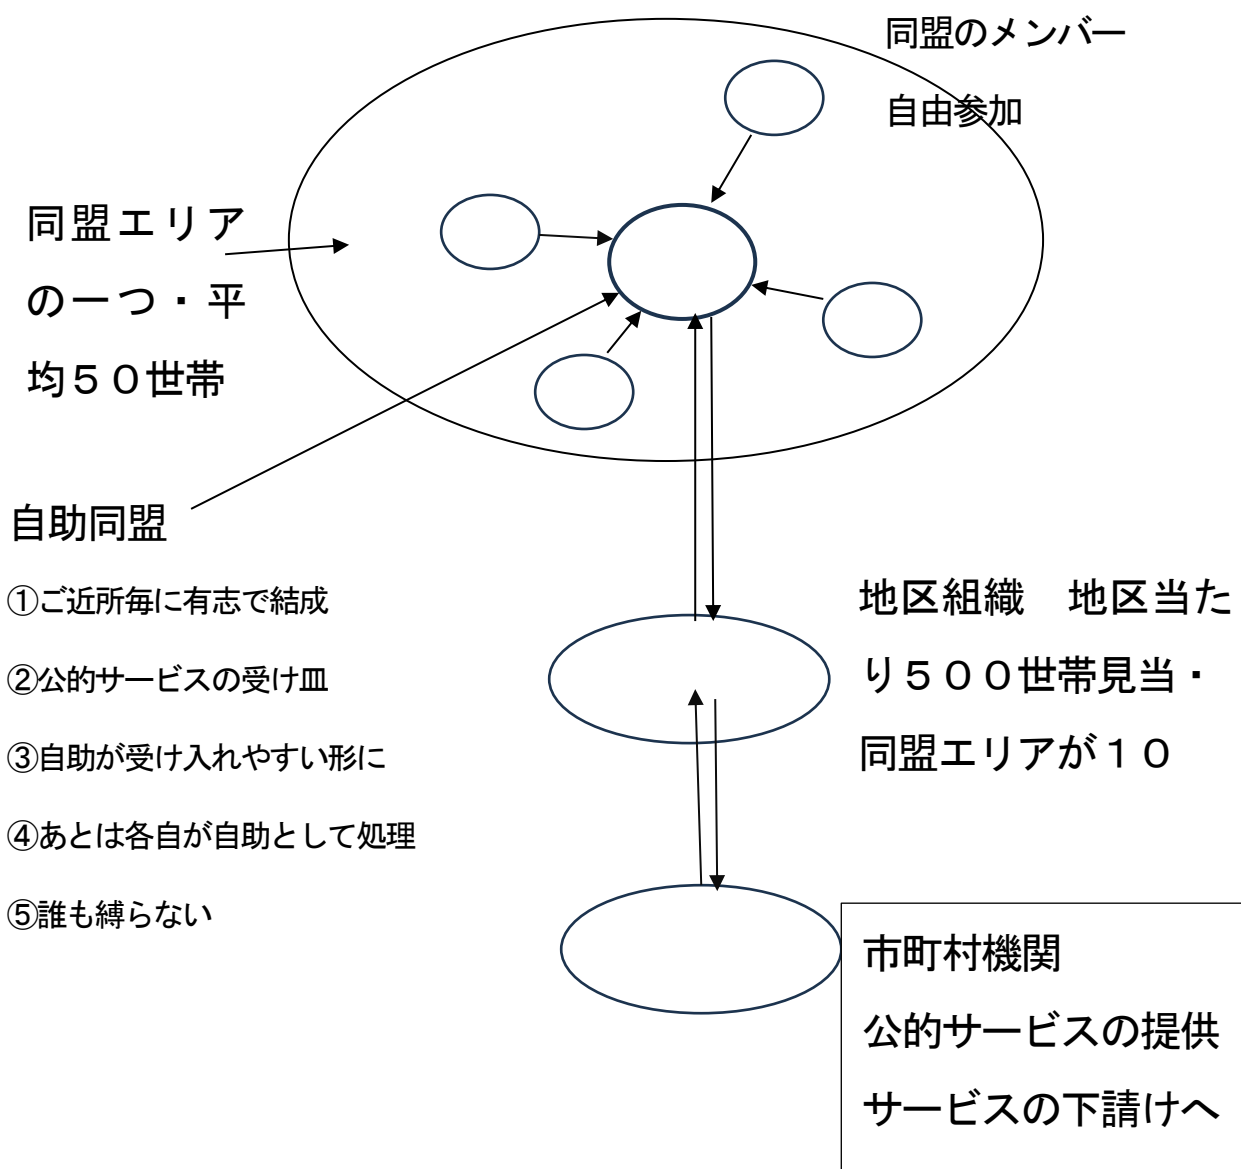 同盟のメンバー
自由参加
同盟エリア
の一つ・平
均５０世帯
自助同盟
①ご近所毎に有志で結成
②公的サービスの受け皿
③自助が受け入れやすい形に
④あとは各自が自助として処理
⑤誰も縛らない
地区組織　地区当た
り５００世帯見当・
同盟エリアが１０
市町村機関
公的サービスの提供
サービスの下請けへ